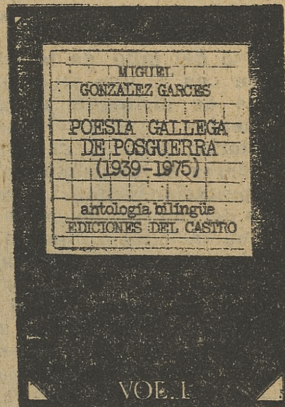 MIGUEL
GONZALEZ GARCES
POESIA GALLEGA
DE POSGUERRA
(1939-1975)
antología bilingüe
EDICIONES DEL CASTRO
VOL. I